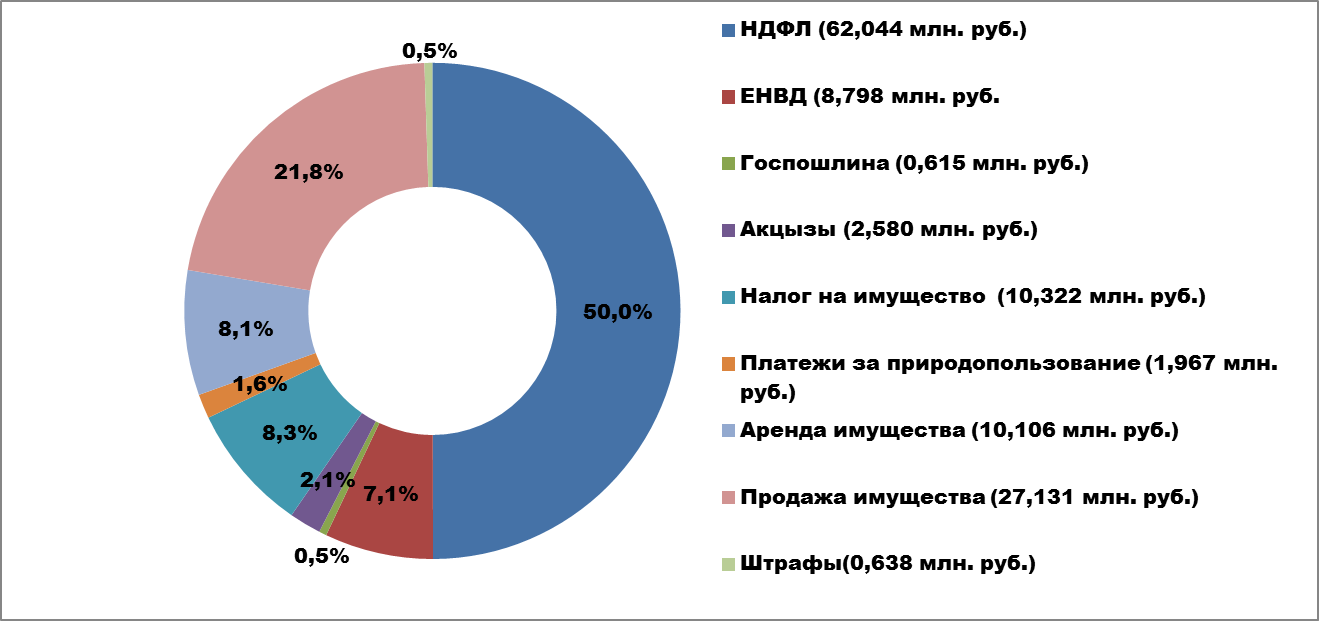 0,5%
21,8%
50,0%
8,1%
1,6%
8,3%
2,1%
7,1%
0,5%
НДФЛ (62,044 млн. руб.)
ЕНВД (8,798 млн. руб.
Госпошлина (0,615 млн. руб.)
Акцызы (2,580 млн. руб.)
Налог на имущество  (10,322 млн. руб.)
Платежи за природопользование (1,967 млн.
руб.)
Аренда имущества (10,106 млн. руб.)
Продажа имущества (27,131 млн. руб.)
Штрафы(0,638 млн. руб.)